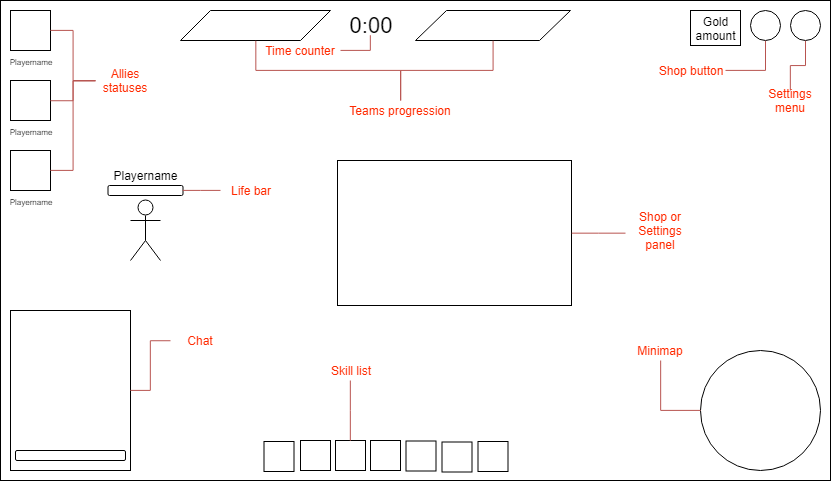 0:00
Gold
amount
Time counter
Playername
Allies
statuses
Shop button
Settings
menu
Teams progression
Playername
Playername
Life bar
Playername
Shop or
Settings
panel
Chat
Minimap
Skill list